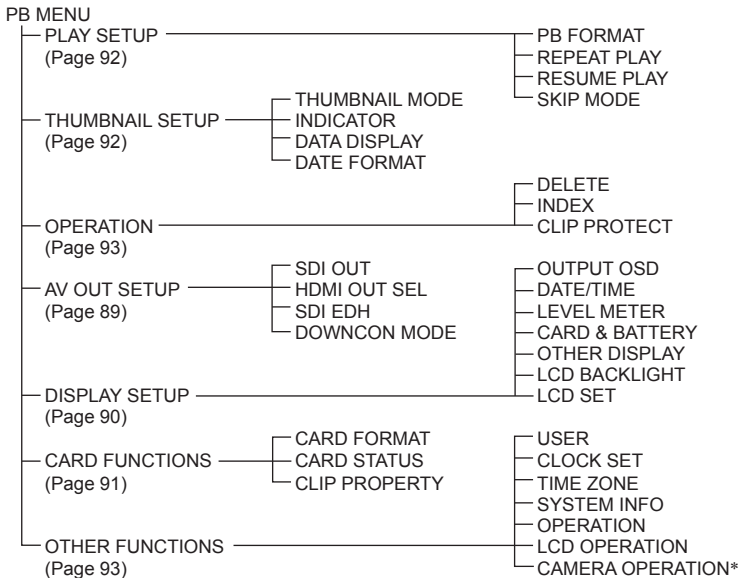 PB MENU
PLAY SETUP
(Page 92)
PB FORMAT
REPEAT PLAY
RESUME PLAY
SKIP MODE
THUMBNAIL SETUP
(Page 92)
THUMBNAIL MODE
INDICATOR
DATA DISPLAY
DATE FORMAT
OPERATION
(Page 93)
DELETE
INDEX
CLIP PROTECT
AV OUT SETUP
(Page 89)
SDI OUT
HDMI OUT SEL
SDI EDH
DOWNCON MODE
DISPLAY SETUP
(Page 90)
OUTPUT OSD
DATE/TIME
LEVEL METER
CARD & BATTERY
OTHER DISPLAY
LCD BACKLIGHT
LCD SET
CARD FUNCTIONS
(Page 91)
CARD FORMAT
CARD STATUS
CLIP PROPERTY
OTHER FUNCTIONS
(Page 93)
USER
CLOCK SET
TIME ZONE
SYSTEM INFO
OPERATION
LCD OPERATION
CAMERA OPERATION*